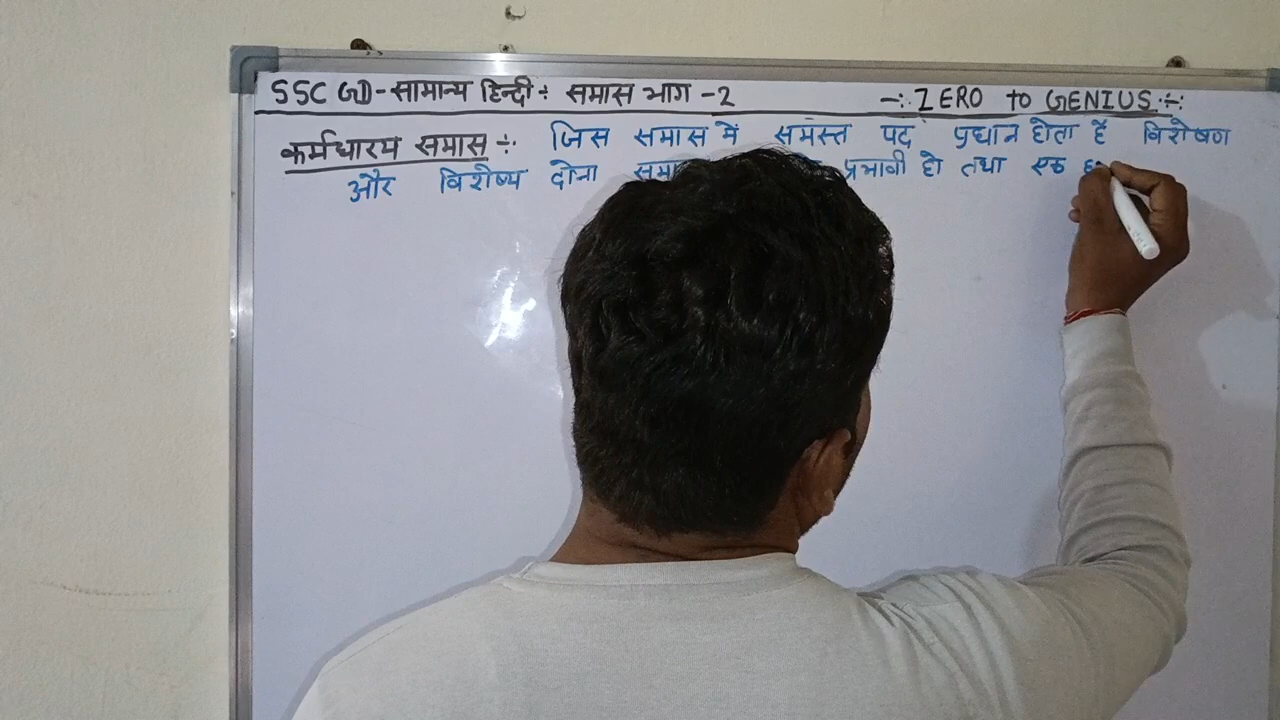 SSC GD - सामान्य हिन्दी ÷ समास भाग - 2 -:. ZERO to GENIUS .:-
कर्मधारय समास ÷ जिस समास में समस्त पद प्रधान होता हैं विशेषण
और विशेष्य दोनो प्रभावी हो तथा एक